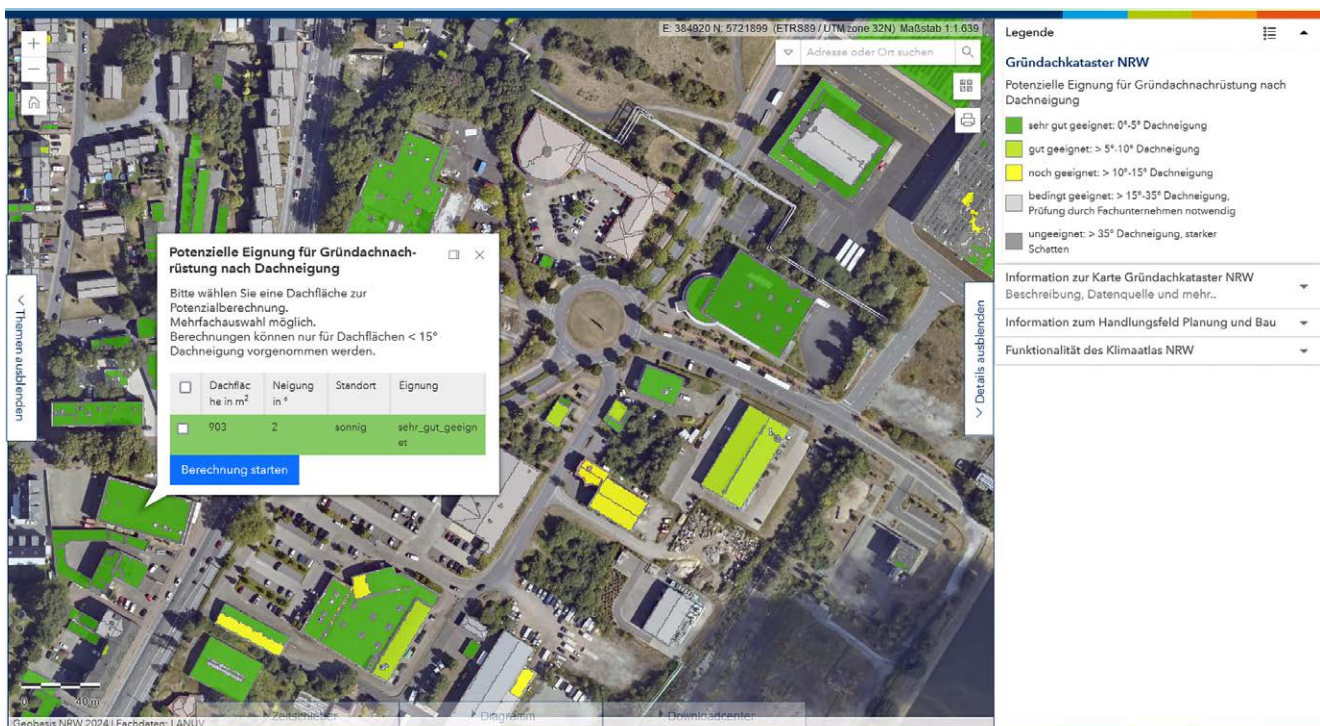 E: 384920 N: 5721899 (ETRS89 / UTM zone 32N) Maßstab 1:1.639
Adresse oder Ort suchen
< Themen ausblenden
Potenzielle Eignung für Gründachnach-
rüstung nach Dachneigung
Bitte wählen Sie eine Dachfläche zur
Potenzialberechnung.
Mehrfachauswahl möglich.
Berechnungen können nur für Dachflächen < 15°
Dachneigung vorgenommen werden.
Dachfläc Neigung Standort Eignung
he in m² in °
903 2 sonnig sehr_gut_geeign
et
Berechnung starten
> Details ausblenden
0 40 m
Geobasis NRW 2024 | Fachdaten: LANUV
Zeitschieber
Diagramm
Downloadcenter
Legende
Gründachkataster NRW
Potenzielle Eignung für Gründachnachrüstung nach
Dachneigung
sehr gut geeignet: 0°-5° Dachneigung
gut geeignet: > 5°-10° Dachneigung
noch geeignet: > 10°-15° Dachneigung
bedingt geeignet: > 15°-35° Dachneigung,
Prüfung durch Fachunternehmen notwendig
ungeeignet: > 35° Dachneigung, starker
Schatten
Information zur Karte Gründachkataster NRW
Beschreibung, Datenquelle und mehr..
Information zum Handlungsfeld Planung und Bau
Funktionalität des Klimaatlas NRW